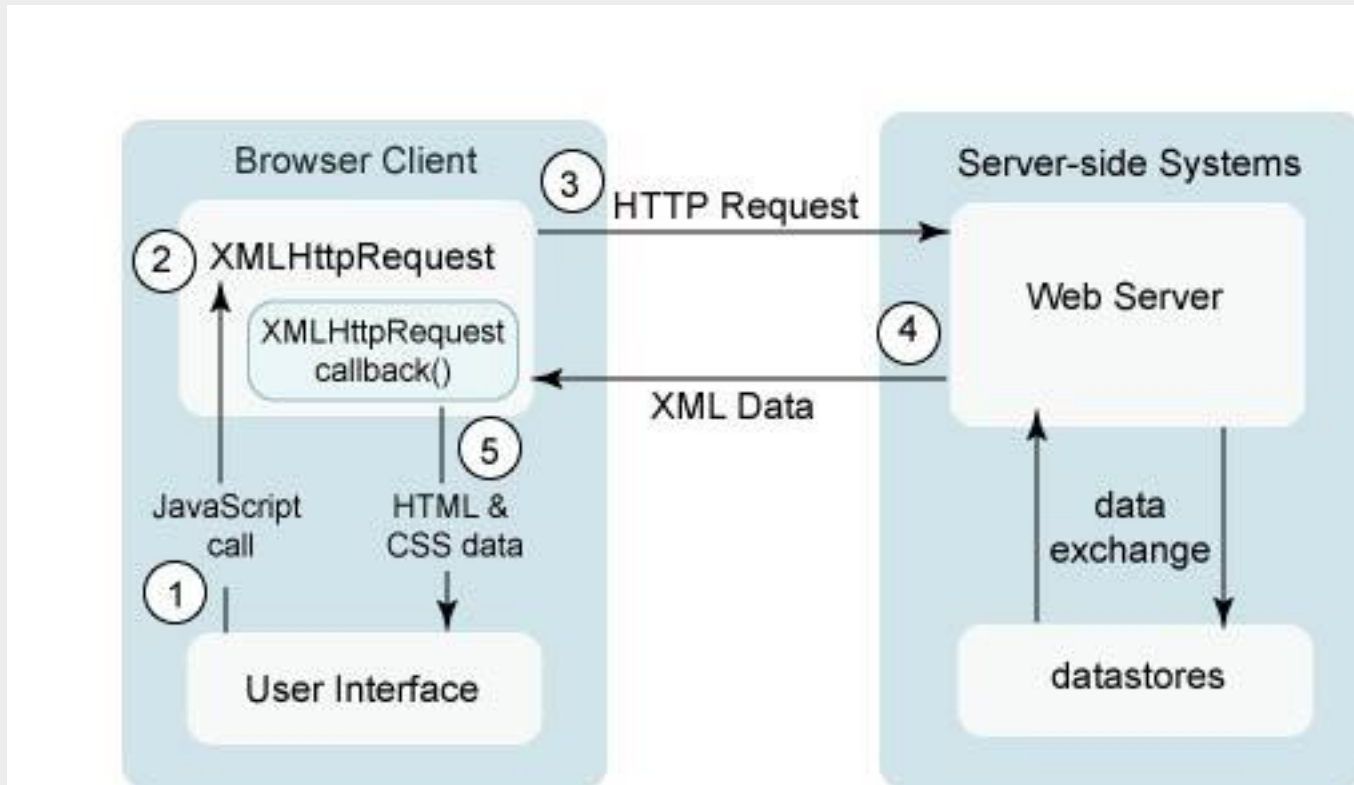 Browser Client
3
HTTP Request
2
XMLHttpRequest
XMLHttpRequest
callback()
5
JavaScript
call
HTML &
CSS data
1
User Interface
4
XML Data
Server-side Systems
Web Server
data
exchange
datastores